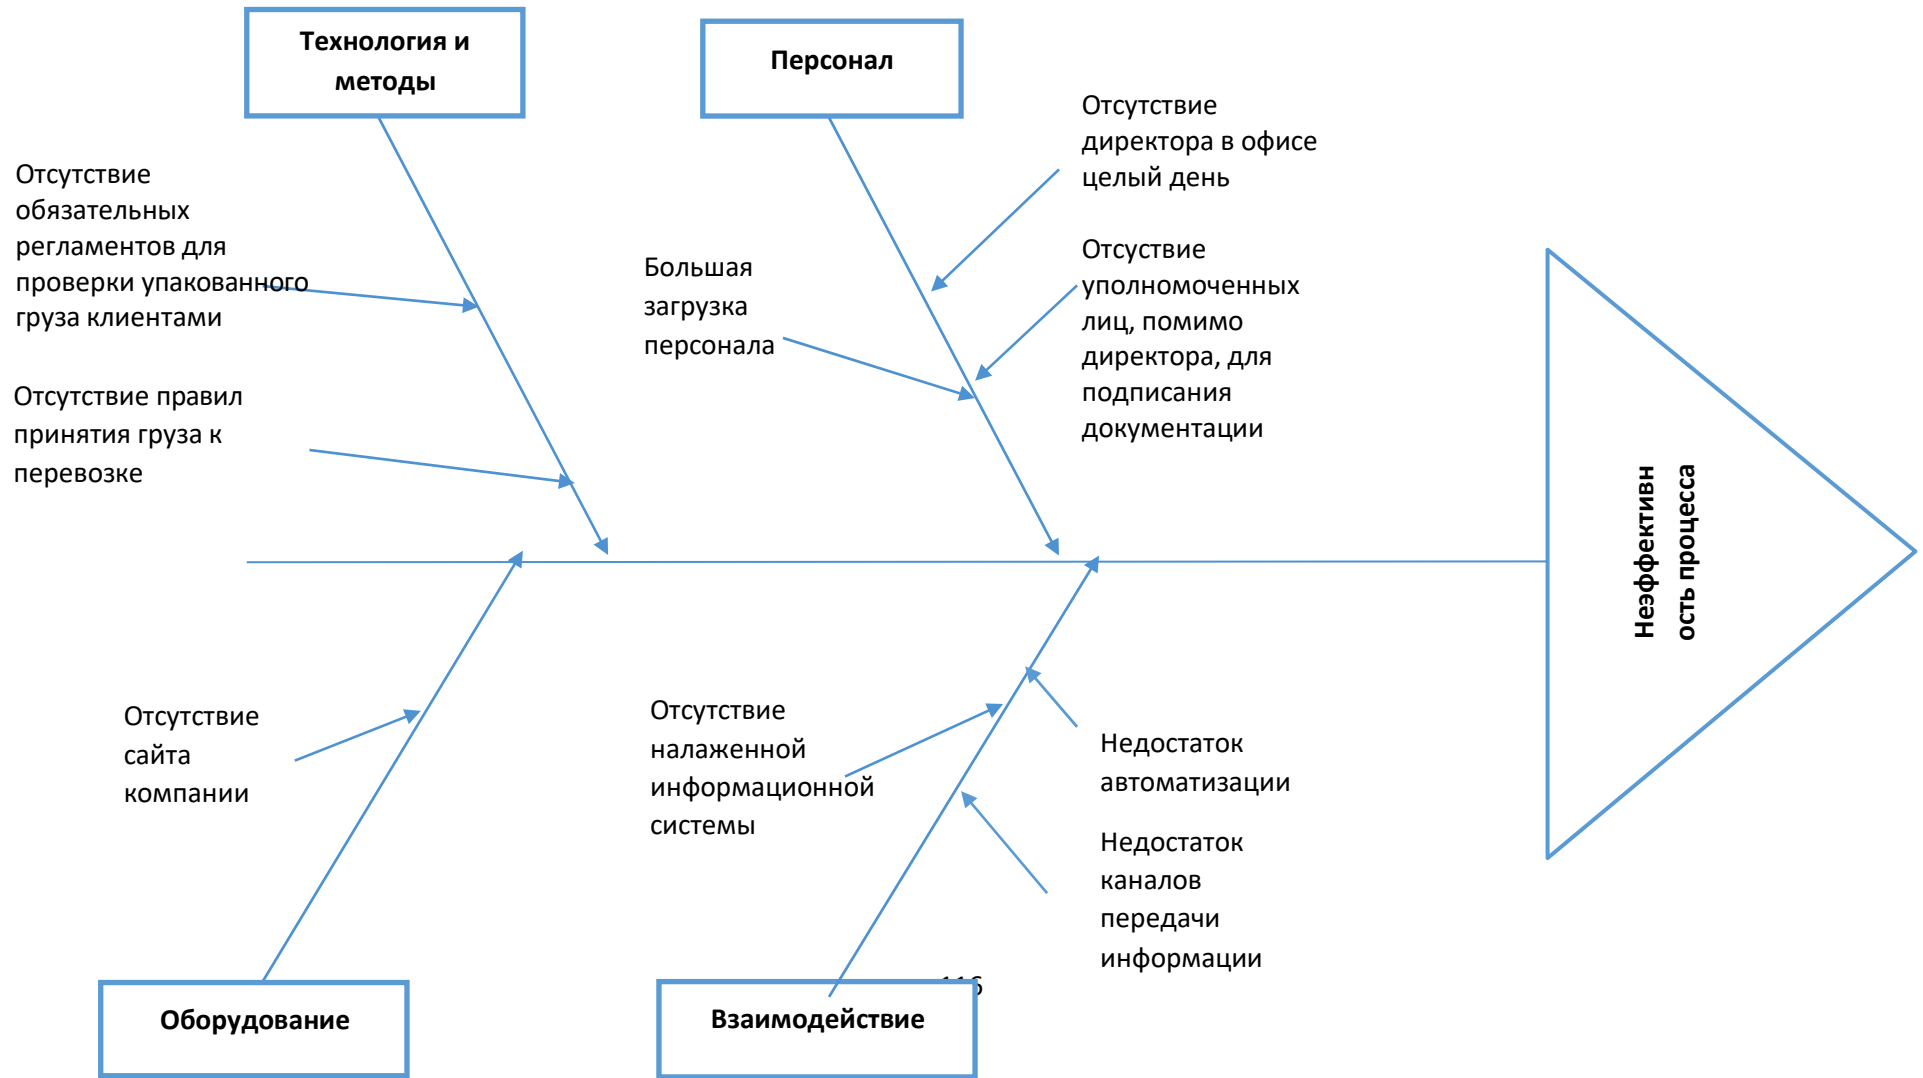 Технология и
методы
Персонал
Отсутствие
директора в офисе
целый день
Отсутствие
обязательных
регламентов для
проверки упакованного
груза клиентами
Большая
загрузка
персонала
Отсуствие
уполномоченных
лиц, помимо
директора, для
подписания
документации
Отсутствие правил
принятия груза к
перевозке
Неэффективн
ость процесса
Отсутствие
сайта
компании
Отсутствие
налаженной
информационной
системы
Недостаток
автоматизации
Недостаток
каналов
передачи
информации
116
Оборудование
Взаимодействие